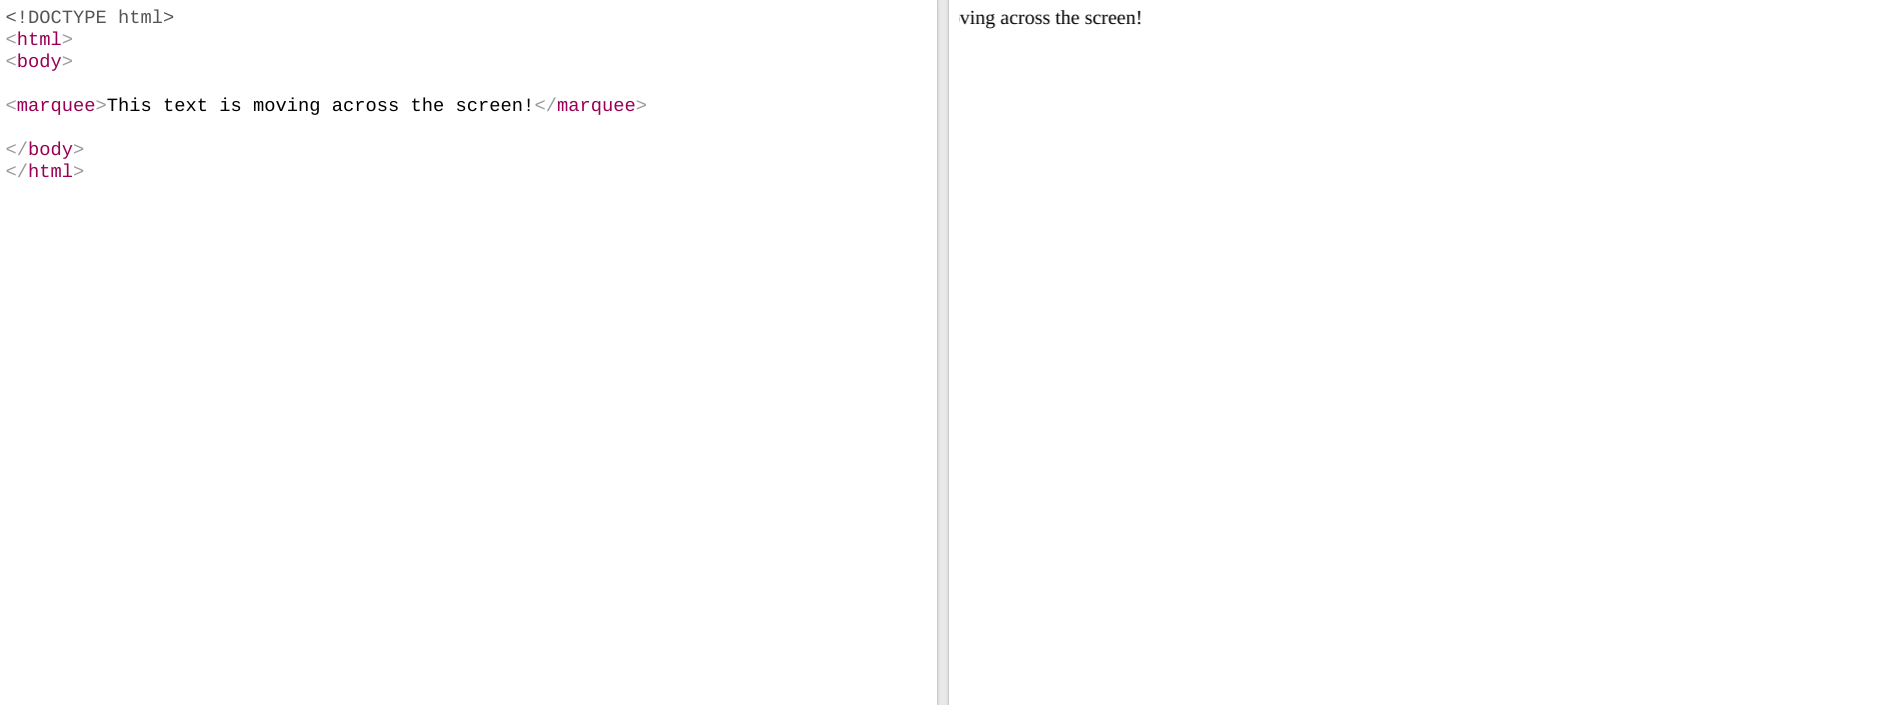 <!DOCTYPE html>
<html>
<body>
<marquee>This text is moving across the screen!</marquee>
</body>
</html>
ving across the screen!